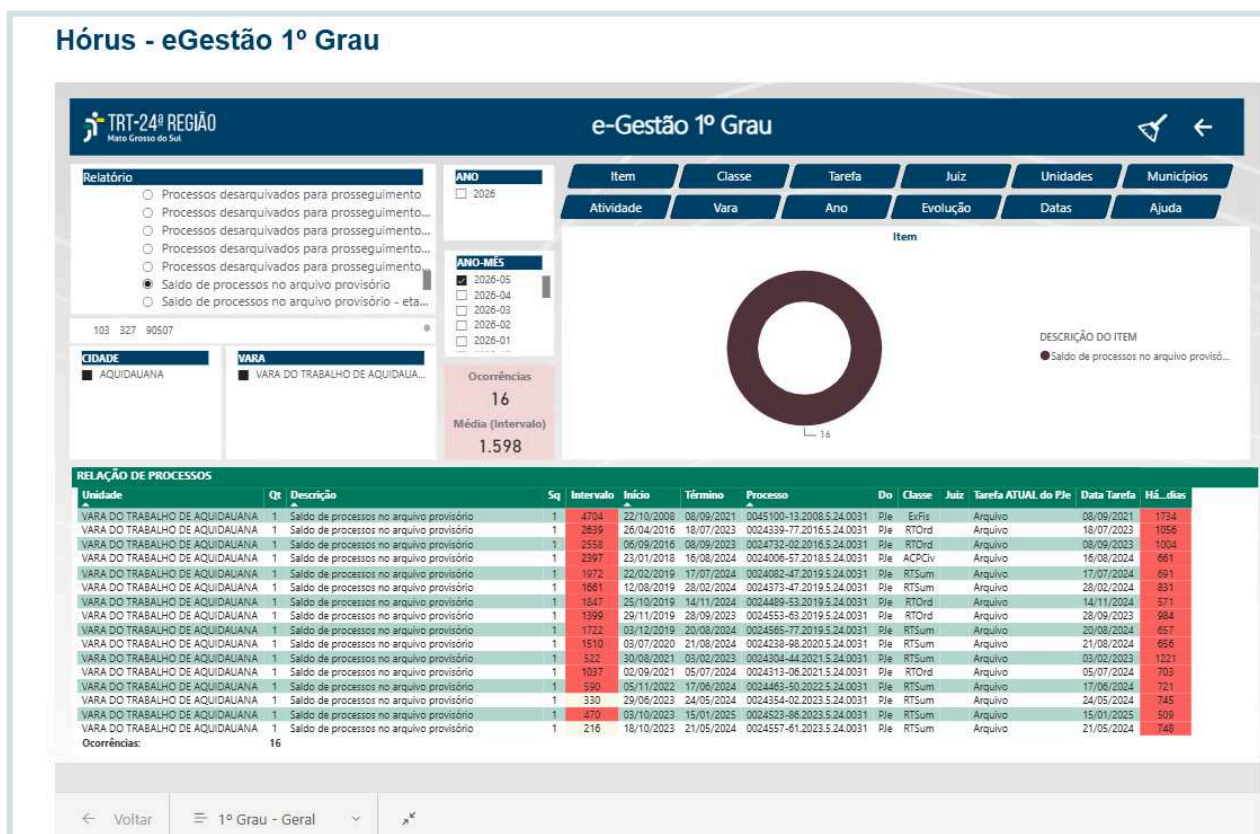 Hórus - eGestão 1º Grau
TRT-24ª REGIÃO
Mato Grosso do Sul
e-Gestão 1º Grau
Relatório
Processos desarquivados para prosseguimento
Processos desarquivados para prosseguimento...
Processos desarquivados para prosseguimento...
Processos desarquivados para prosseguimento...
Processos desarquivados para prosseguimento...
Saldo de processos no arquivo provisório
Saldo de processos no arquivo provisório - eta...
103 327 90507
CIDADE
AQUIDAUANA
VARA
VARA DO TRABALHO DE AQUIDAUA...
ANO
2026
ANO-MÊS
2026-05
2026-04
2026-03
2026-02
2026-01
Ocorrências
16
Média (Intervalo)
1.598
Item Classe Tarefa Juiz Unidades Municípios
Atividade Vara Ano Evolução Datas Ajuda
Item
16
DESCRIÇÃO DO ITEM
Saldo de processos no arquivo provisó...
RELAÇÃO DE PROCESSOS
Unidade Qt Descrição Sq Intervalo Início Término Processo Do Classe Juiz Tarefa ATUAL do PJe Data Tarefa Há...dias
VARA DO TRABALHO DE AQUIDAUANA 1 Saldo de processos no arquivo provisório 1 4704 22/10/2008 08/09/2021 0045100-13.2008.5.24.0031 PJe ExFis Arquivo 08/09/2021 1734
VARA DO TRABALHO DE AQUIDAUANA 1 Saldo de processos no arquivo provisório 1 2639 26/04/2016 18/07/2023 0024339-77.2016.5.24.0031 PJe RTOrd Arquivo 18/07/2023 1056
VARA DO TRABALHO DE AQUIDAUANA 1 Saldo de processos no arquivo provisório 1 2558 06/09/2016 08/09/2023 0024732-02.2016.5.24.0031 PJe RTOrd Arquivo 08/09/2023 1004
VARA DO TRABALHO DE AQUIDAUANA 1 Saldo de processos no arquivo provisório 1 2397 23/01/2018 16/08/2024 0024006-57.2018.5.24.0031 PJe ACPCiv Arquivo 16/08/2024 661
VARA DO TRABALHO DE AQUIDAUANA 1 Saldo de processos no arquivo provisório 1 1972 22/02/2019 17/07/2024 0024082-47.2019.5.24.0031 PJe RTSum Arquivo 17/07/2024 691
VARA DO TRABALHO DE AQUIDAUANA 1 Saldo de processos no arquivo provisório 1 1661 12/08/2019 28/02/2024 0024373-47.2019.5.24.0031 PJe RTSum Arquivo 28/02/2024 831
VARA DO TRABALHO DE AQUIDAUANA 1 Saldo de processos no arquivo provisório 1 1847 25/10/2019 14/11/2024 0024489-53.2019.5.24.0031 PJe RTOrd Arquivo 14/11/2024 571
VARA DO TRABALHO DE AQUIDAUANA 1 Saldo de processos no arquivo provisório 1 1399 29/11/2019 28/09/2023 0024553-63.2019.5.24.0031 PJe RTOrd Arquivo 28/09/2023 984
VARA DO TRABALHO DE AQUIDAUANA 1 Saldo de processos no arquivo provisório 1 1722 03/12/2019 20/08/2024 0024565-77.2019.5.24.0031 PJe RTSum Arquivo 20/08/2024 657
VARA DO TRABALHO DE AQUIDAUANA 1 Saldo de processos no arquivo provisório 1 1510 03/07/2020 21/08/2024 0024238-98.2020.5.24.0031 PJe RTSum Arquivo 21/08/2024 656
VARA DO TRABALHO DE AQUIDAUANA 1 Saldo de processos no arquivo provisório 1 522 30/08/2021 03/02/2023 0024304-44.2021.5.24.0031 PJe RTSum Arquivo 03/02/2023 1221
VARA DO TRABALHO DE AQUIDAUANA 1 Saldo de processos no arquivo provisório 1 1037 02/09/2021 05/07/2024 0024313-06.2021.5.24.0031 PJe RTOrd Arquivo 05/07/2024 703
VARA DO TRABALHO DE AQUIDAUANA 1 Saldo de processos no arquivo provisório 1 590 05/11/2022 17/06/2024 0024463-50.2022.5.24.0031 PJe RTSum Arquivo 17/06/2024 721
VARA DO TRABALHO DE AQUIDAUANA 1 Saldo de processos no arquivo provisório 1 330 29/06/2023 24/05/2024 0024354-02.2023.5.24.0031 PJe RTSum Arquivo 24/05/2024 745
VARA DO TRABALHO DE AQUIDAUANA 1 Saldo de processos no arquivo provisório 1 470 03/10/2023 15/01/2025 0024523-86.2023.5.24.0031 PJe RTSum Arquivo 15/01/2025 509
VARA DO TRABALHO DE AQUIDAUANA 1 Saldo de processos no arquivo provisório 1 216 18/10/2023 21/05/2024 0024557-61.2023.5.24.0031 PJe RTSum Arquivo 21/05/2024 748
Ocorrências: 16
Voltar 1º Grau - Geral